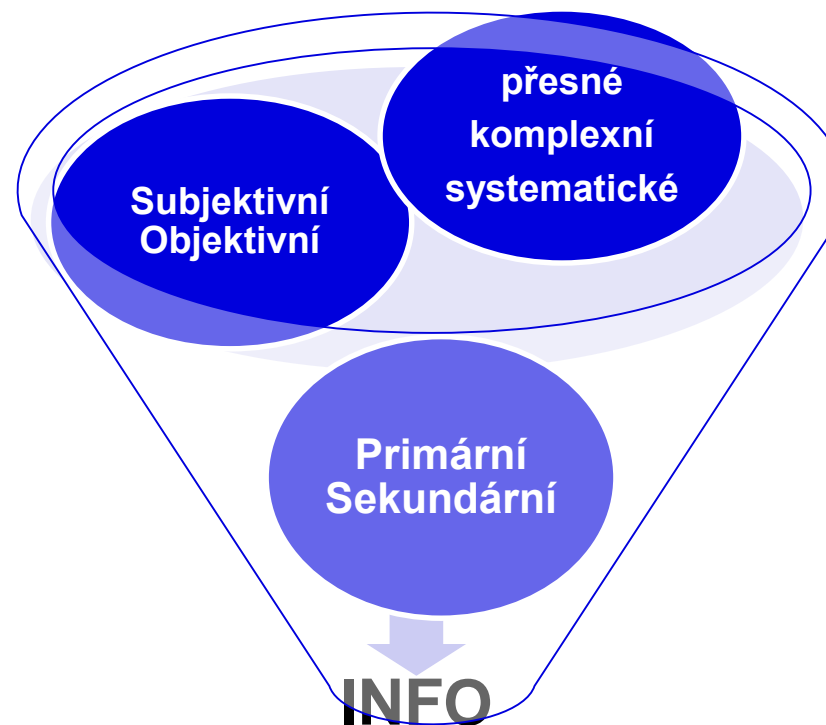 přesné
komplexní
systematické
Subjektivní
Objektivní
Primární
Sekundární
INFO